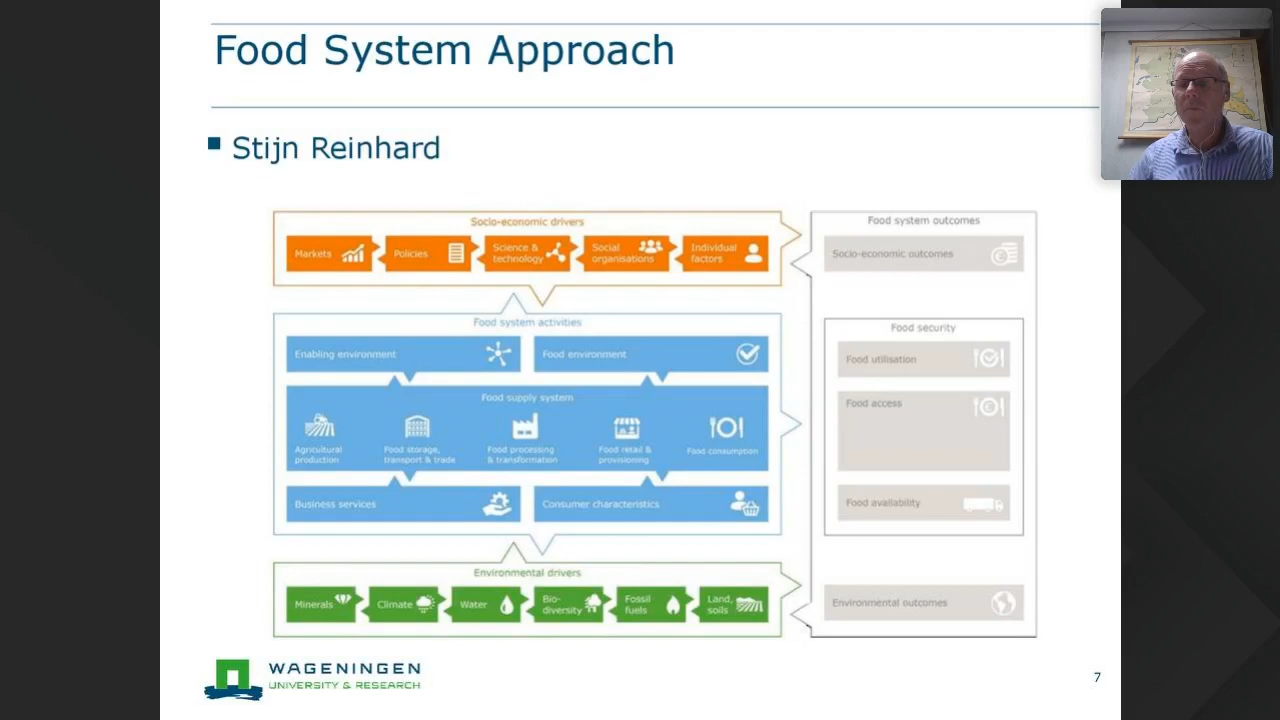 Food System Approach
Stijn Reinhard
Socio-economic drivers
Markets
Policies
Science &
technology
Social
organisations
Individual
factors
Food system activities
Enabling environment
Food environment
Food supply system
Agricultural
production
Food storage,
transport & trade
Food processing
& transformation
Food retail &
provisioning
Food consumption
Business services
Consumer characteristics
Environmental drivers
Minerals
Climate
Water
Bio-
diversity
Fossil
fuels
Land,
soils
Food system outcomes
Socio-economic outcomes
Food security
Food utilisation
Food access
Food availability
Environmental outcomes
WAGENINGEN
UNIVERSITY & RESEARCH
7